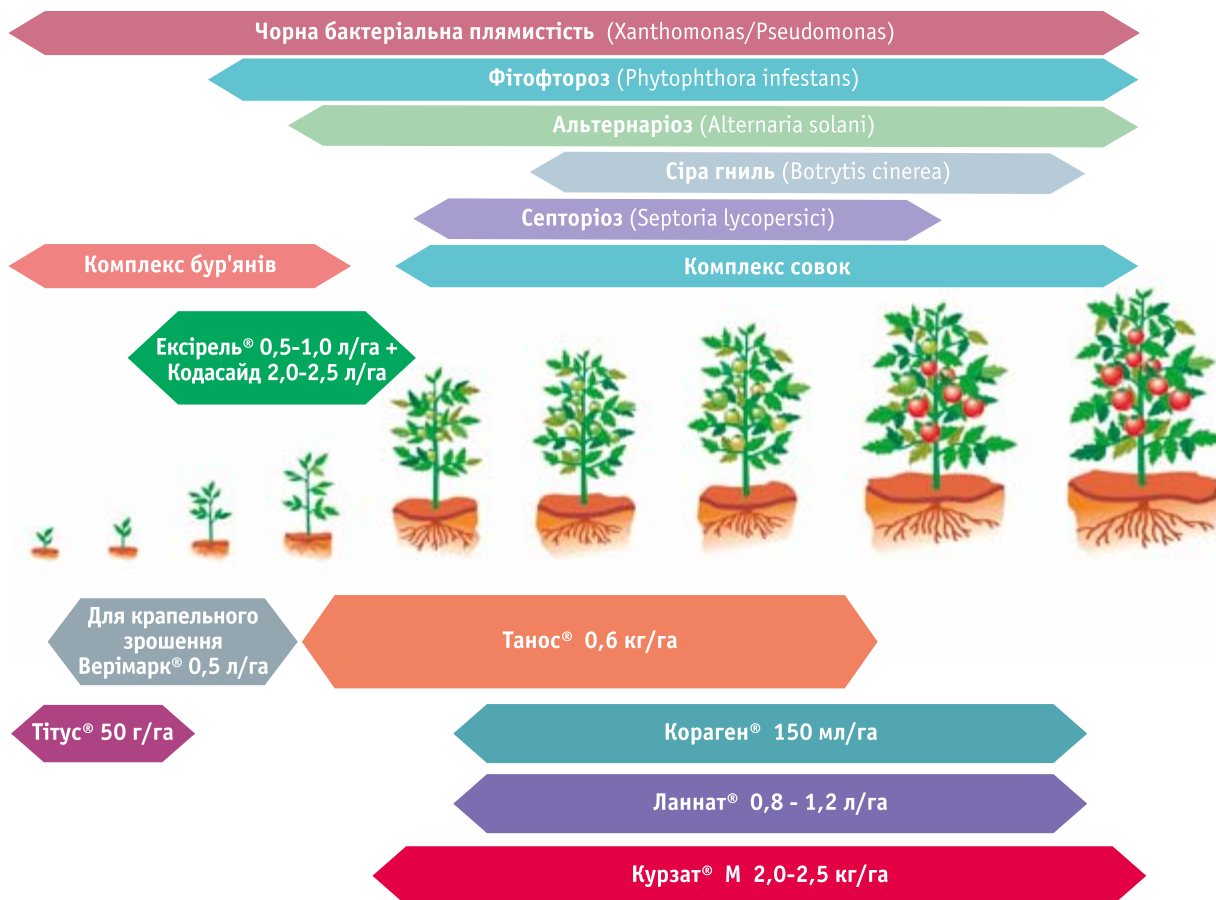 Чорна бактеріальна плямистість (Xanthomonas/Pseudomonas)
Фітофтороз (Phytophthora infestans)
Альтернаріоз (Alternaria solani)
Сіра гниль (Botrytis cinerea)
Септоріоз (Septoria lycopersici)
Комплекс бур'янів
Комплекс совок
Ексірель® 0,5-1,0 л/га +
Кодасайд 2,0-2,5 л/га
Для крапельного
зрошення
Верімарк® 0,5 л/га
Танос® 0,6 кг/га
Тітус® 50 г/га
Кораген® 150 мл/га
Ланнат® 0,8 - 1,2 л/га
Курзат® М 2,0-2,5 кг/га